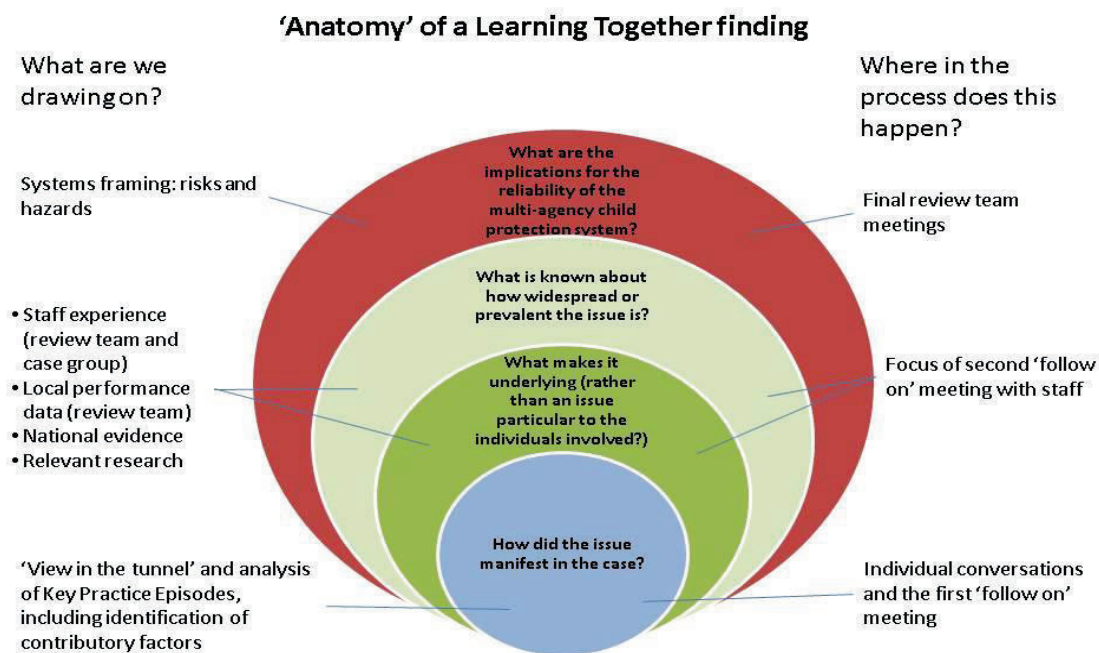 ‘Anatomy’ of a Learning Together finding
What are we
drawing on?
Where in the
process does this
happen?
Systems framing: risks and
hazards
What are the
implications for the
reliability of the
multi-agency child
protection system?
Final review team
meetings
What is known about
how widespread or
prevalent the issue is?
• Staff experience
(review team and
case group)
• Local performance
data (review team)
• National evidence
• Relevant research
What makes it
underlying (rather
than an issue
particular to the
individuals involved?)
Focus of second ‘follow
on’ meeting with staff
How did the issue
manifest in the case?
‘View in the tunnel’ and analysis
of Key Practice Episodes,
including identification of
contributory factors
Individual conversations
and the first ‘follow on’
meeting